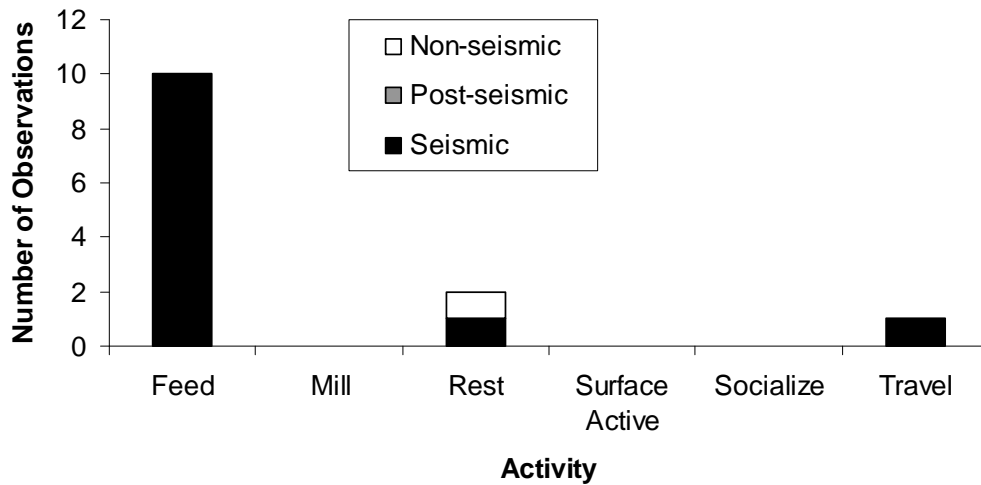 12
10
8
6
4
2
0
Number of Observations
Non-seismic
Post-seismic
Seismic
Feed Mill Rest Surface Active Socialize Travel
Activity